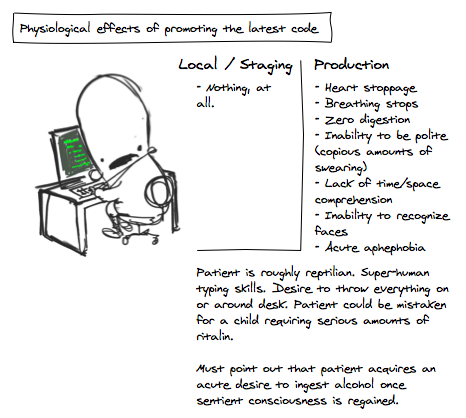 Physiological effects of promoting the latest code
Local / Staging
- Nothing, at
all.
Production
- Heart stoppage
- Breathing stops
- Zero digestion
- Inability to be polite
(copious amounts of
swearing)
- Lack of time/space
comprehension
- Inability to recognize
faces
- Acute aphephobia
Patient is roughly reptilian. Super-human
typing skills. Desire to throw everything on
or around desk. Patient could be mistaken
for a child requiring serious amounts of
ritalin.
Must point out that patient acquires an
acute desire to ingest alcohol once
sentient consciousness is regained.